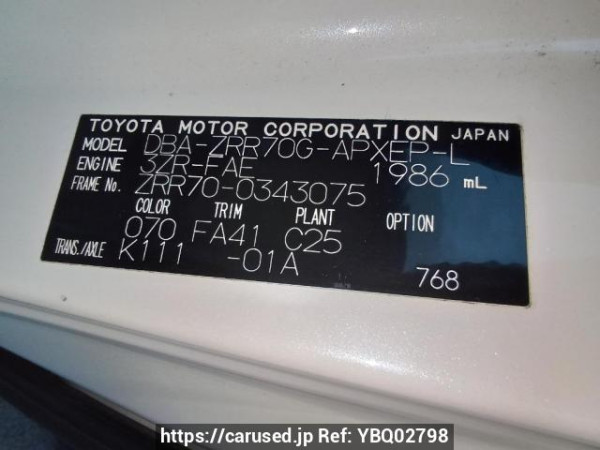 TOYOTA MOTOR CORPORATION JAPAN
MODEL DBA-ZRR70G-APXEP-L
ENGINE 3ZR-FAE 1986 mL
FRAME No. ZRR70-0343075
COLOR TRIM PLANT OPTION
070 FA41 C25
TRANS./AXLE K111 -01A 768
https://carused.jp Ref: YBQ02798